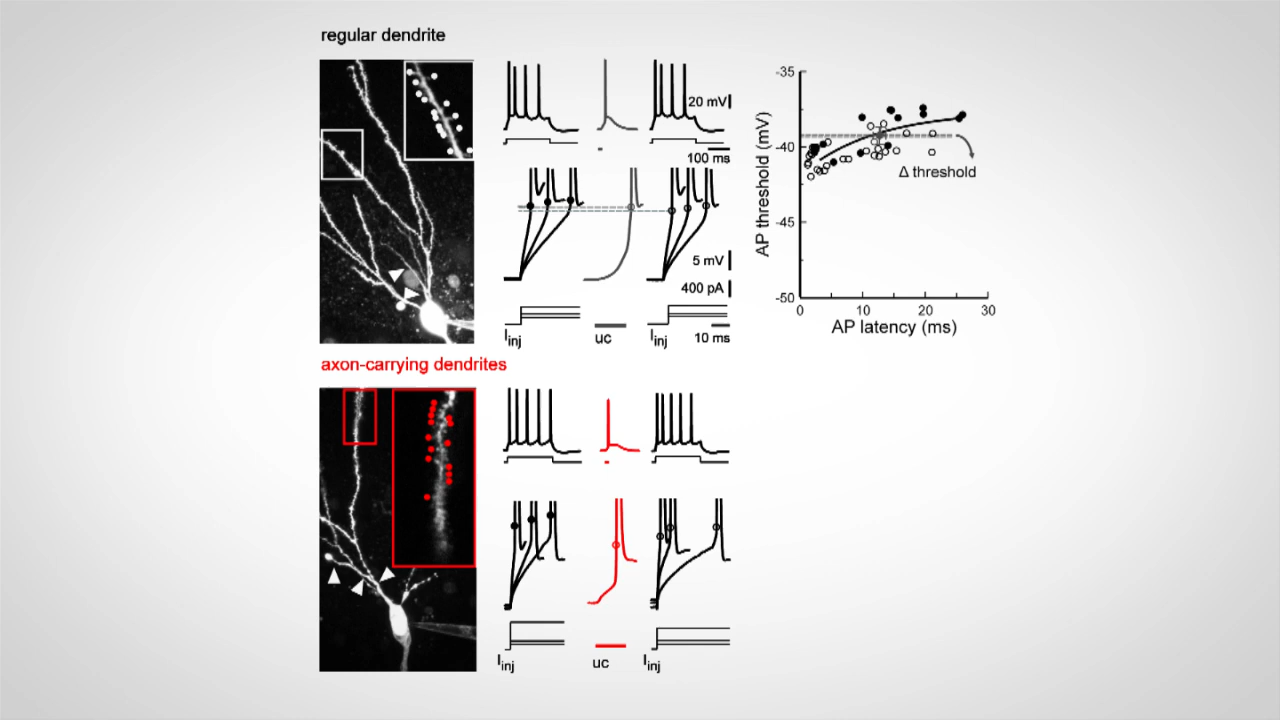 regular dendrite
20 mV
100 ms
5 mV
400 pA
Iinj
uc
Iinj
10 ms
AP threshold (mV)
-35
-40
-45
-50
Δ threshold
0
10
20
30
AP latency (ms)
axon-carrying dendrites
Iinj
uc
Iinj